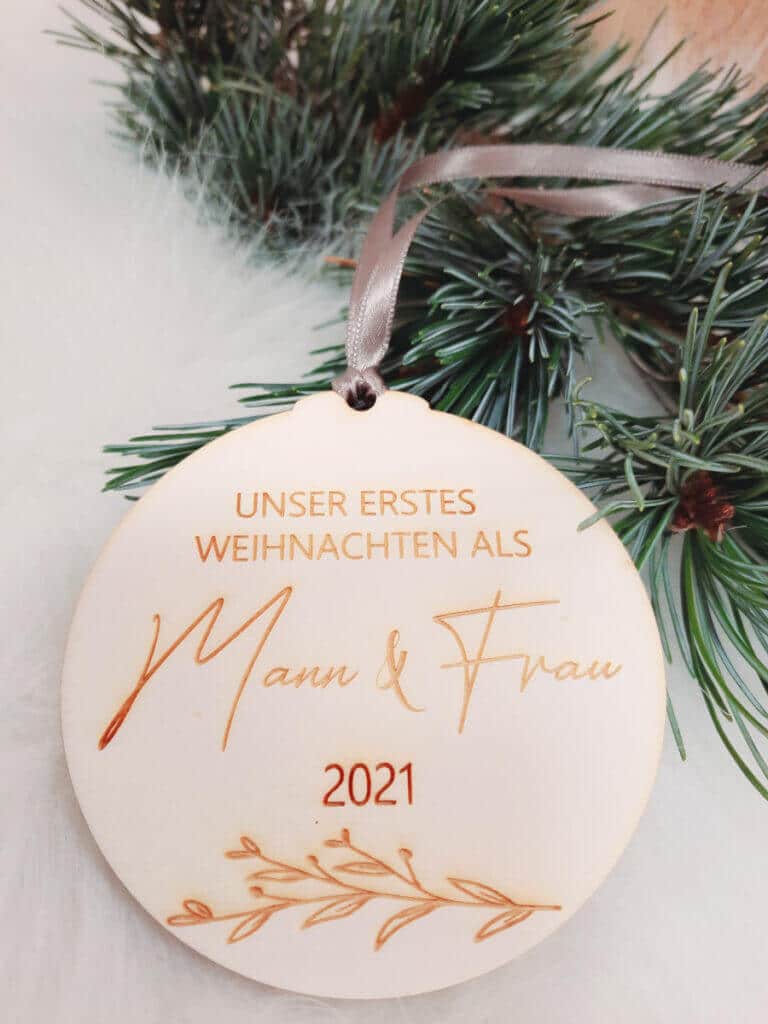 UNSER ERSTES
WEIHNACHTEN ALS
Mann & Frau
2021